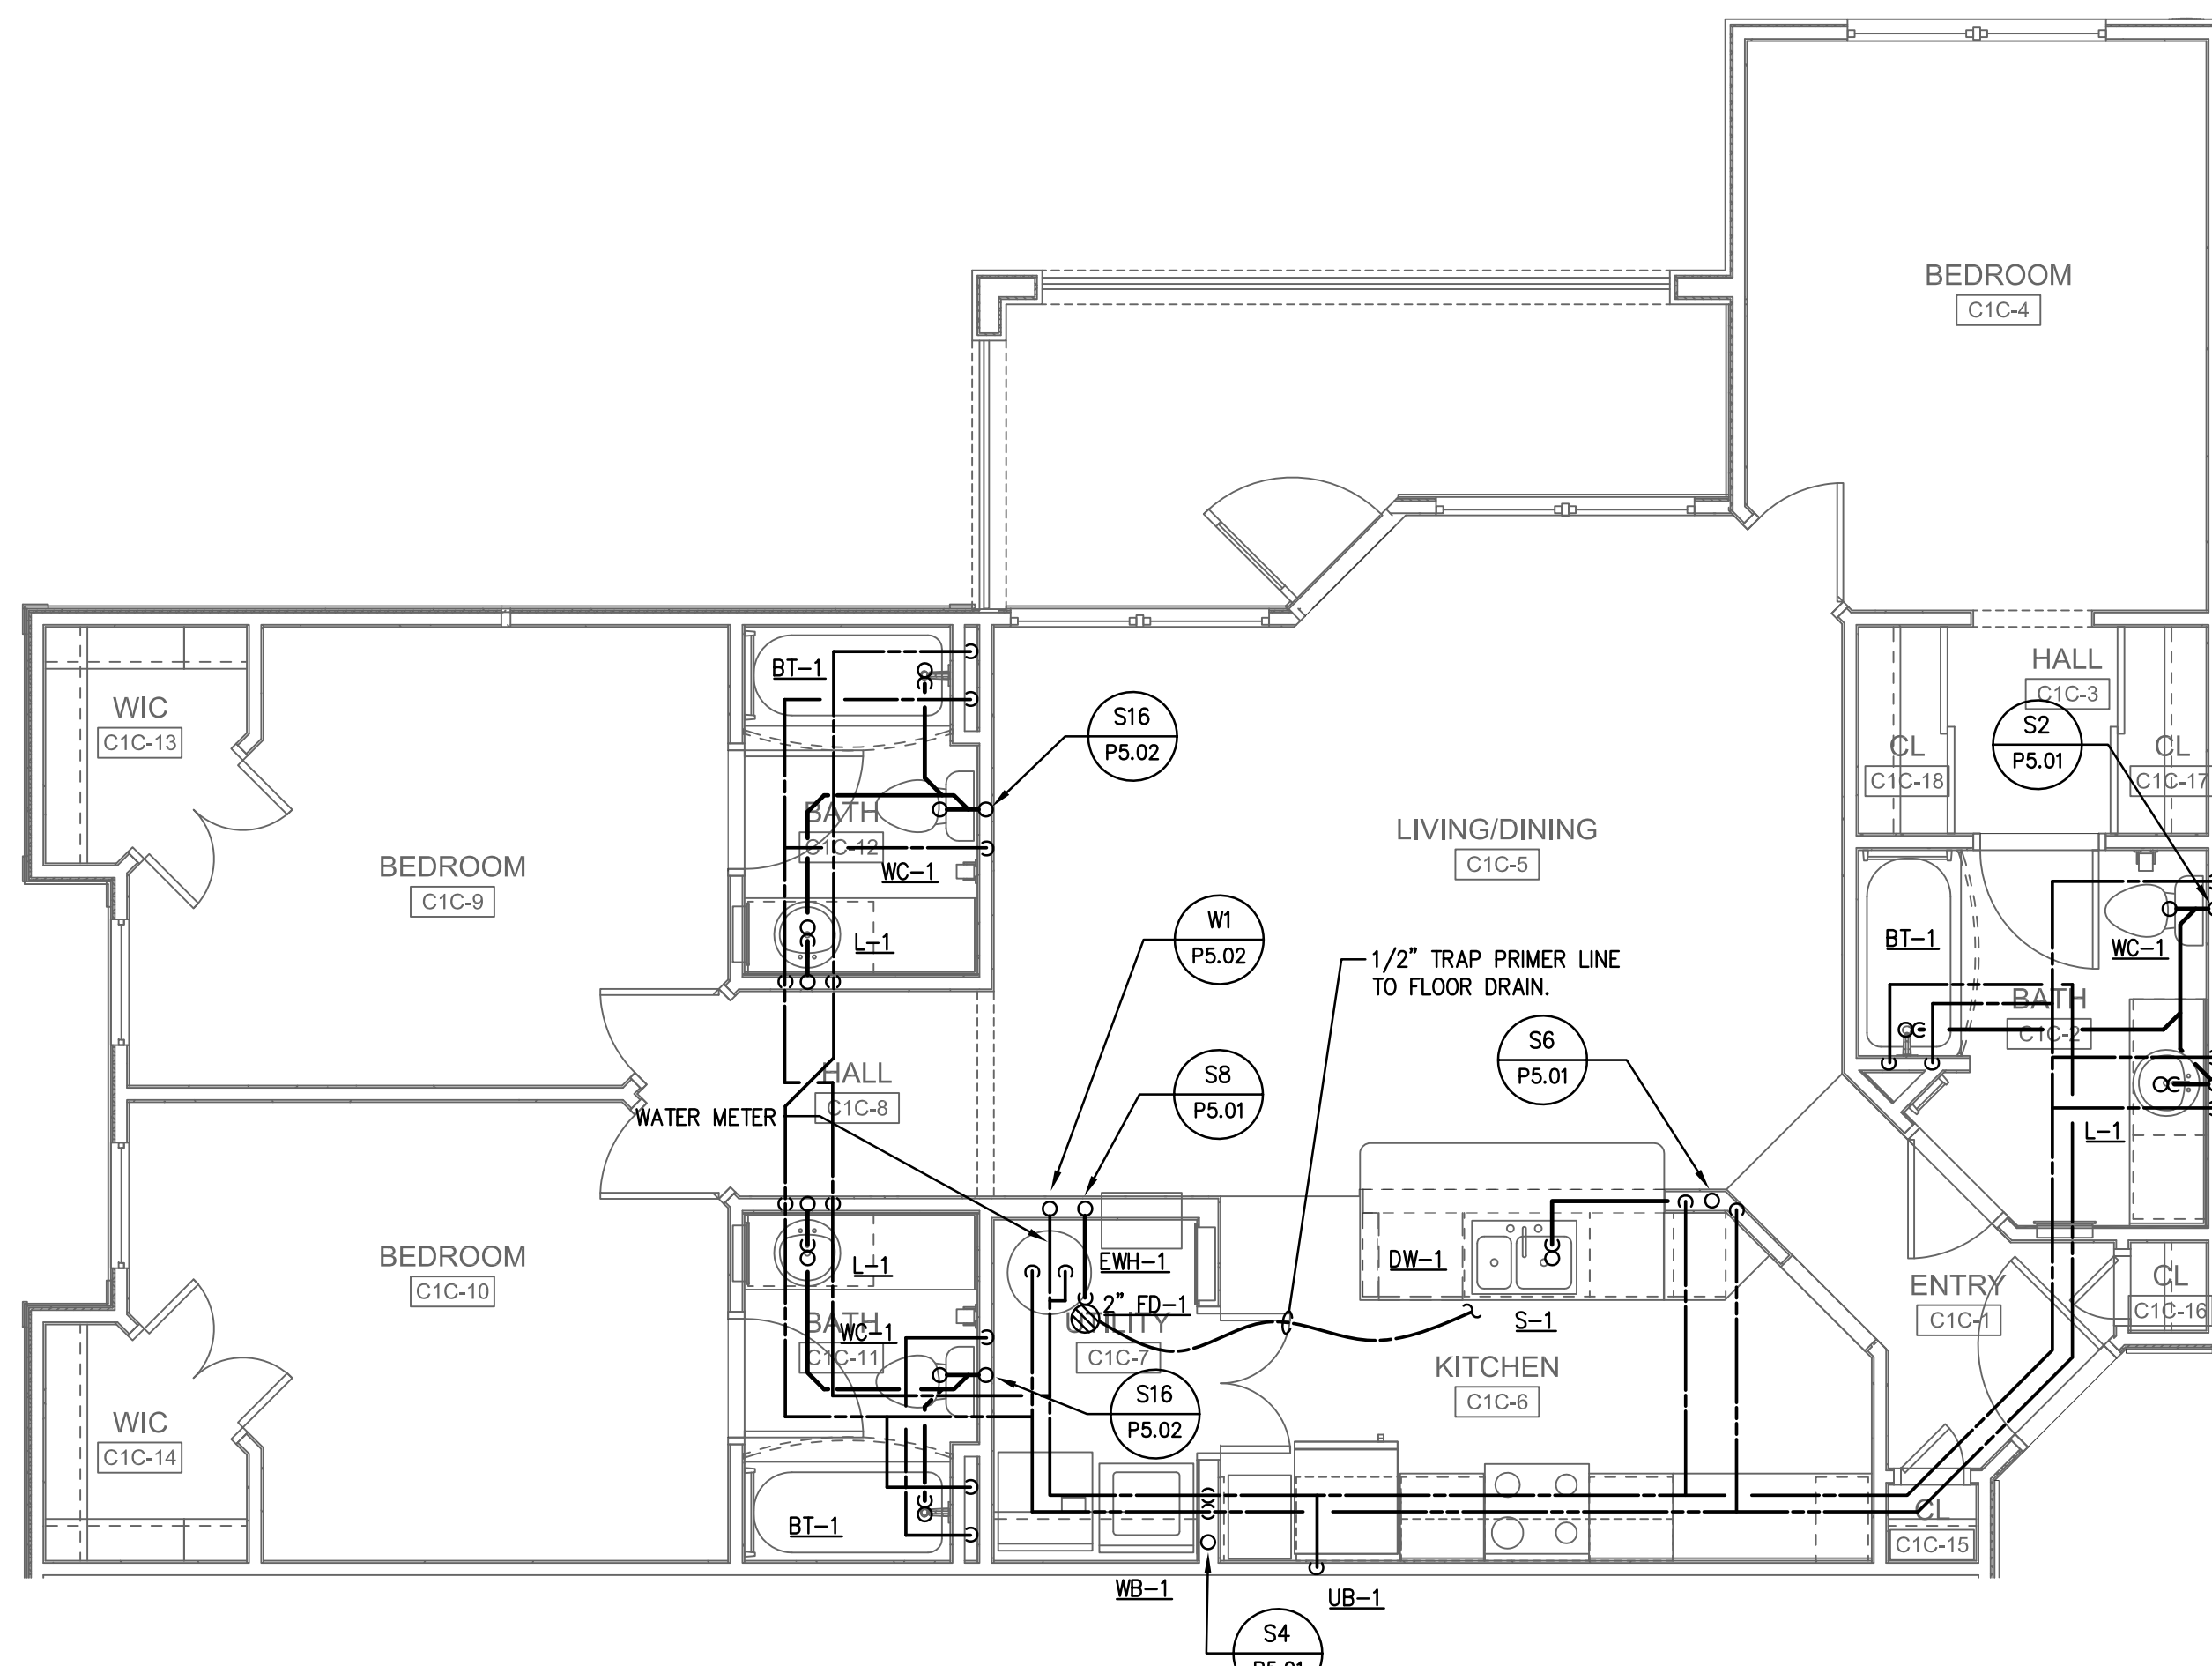 BEDROOM
C1C-4
BT-1
WIC
C1C-13
S16
P5.02
HALL
C1C-3
S2
P5.01
CL
C1C-18
CL
C1C-17
BATH
C1C-12
WC-1
LIVING/DINING
C1C-5
BEDROOM
C1C-9
L-1
W1
P5.02
1/2" TRAP PRIMER LINE
TO FLOOR DRAIN.
BT-1
WC-1
BATH
C1C-2
L-1
S6
P5.01
S8
P5.01
HALL
C1C-8
WATER METER
BEDROOM
C1C-10
L-1
EWH-1
DW-1
2" FD-1
UTILITY
C1C-7
S-1
ENTRY
C1C-1
CL
C1C-16
BATH
WC-1
C1C-11
KITCHEN
C1C-6
S16
P5.02
WIC
C1C-14
BT-1
CL
C1C-15
WB-1
UB-1
S4
P5.01